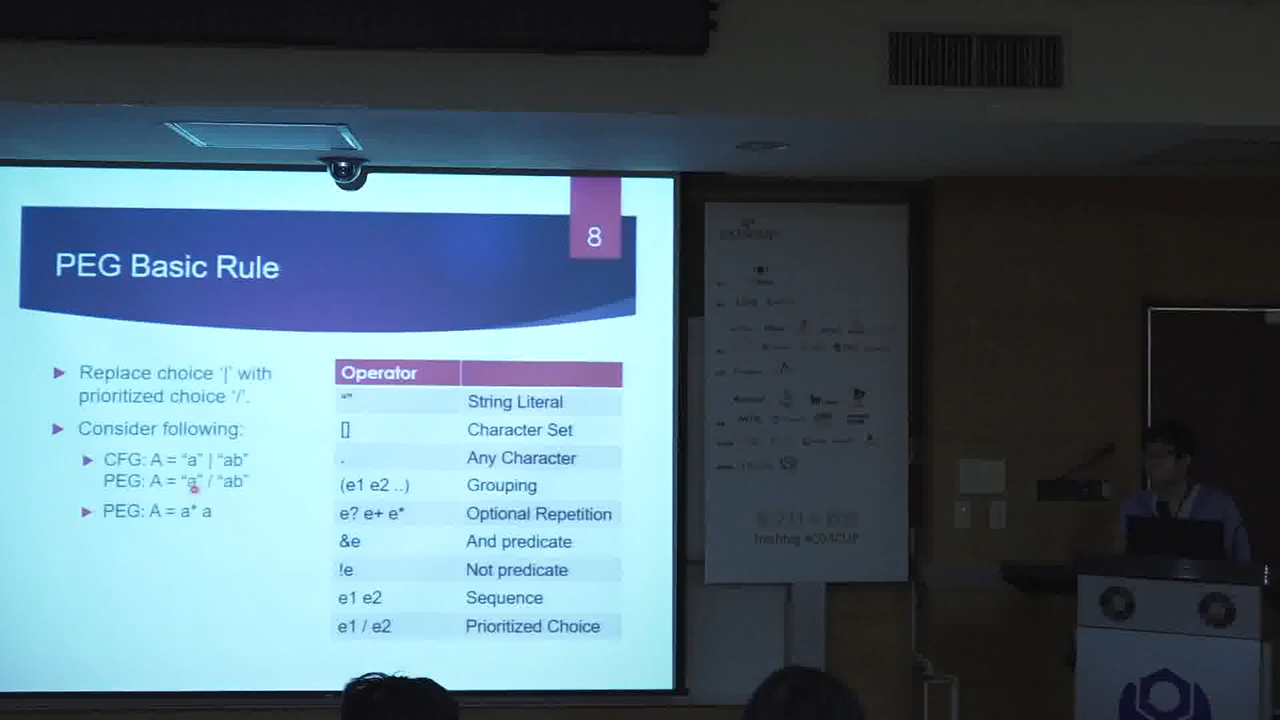 8
PEG Basic Rule
Replace choice ‘|’ with
prioritized choice ‘/’.
Consider following:
CFG: A = “a” | “ab”
PEG: A = “a” / “ab”
PEG: A = a* a
Operator
“” String Literal
[] Character Set
. Any Character
(e1 e2 ..) Grouping
e? e+ e* Optional Repetition
&e And predicate
!e Not predicate
e1 e2 Sequence
e1 / e2 Prioritized Choice
hashtag #COSCUP